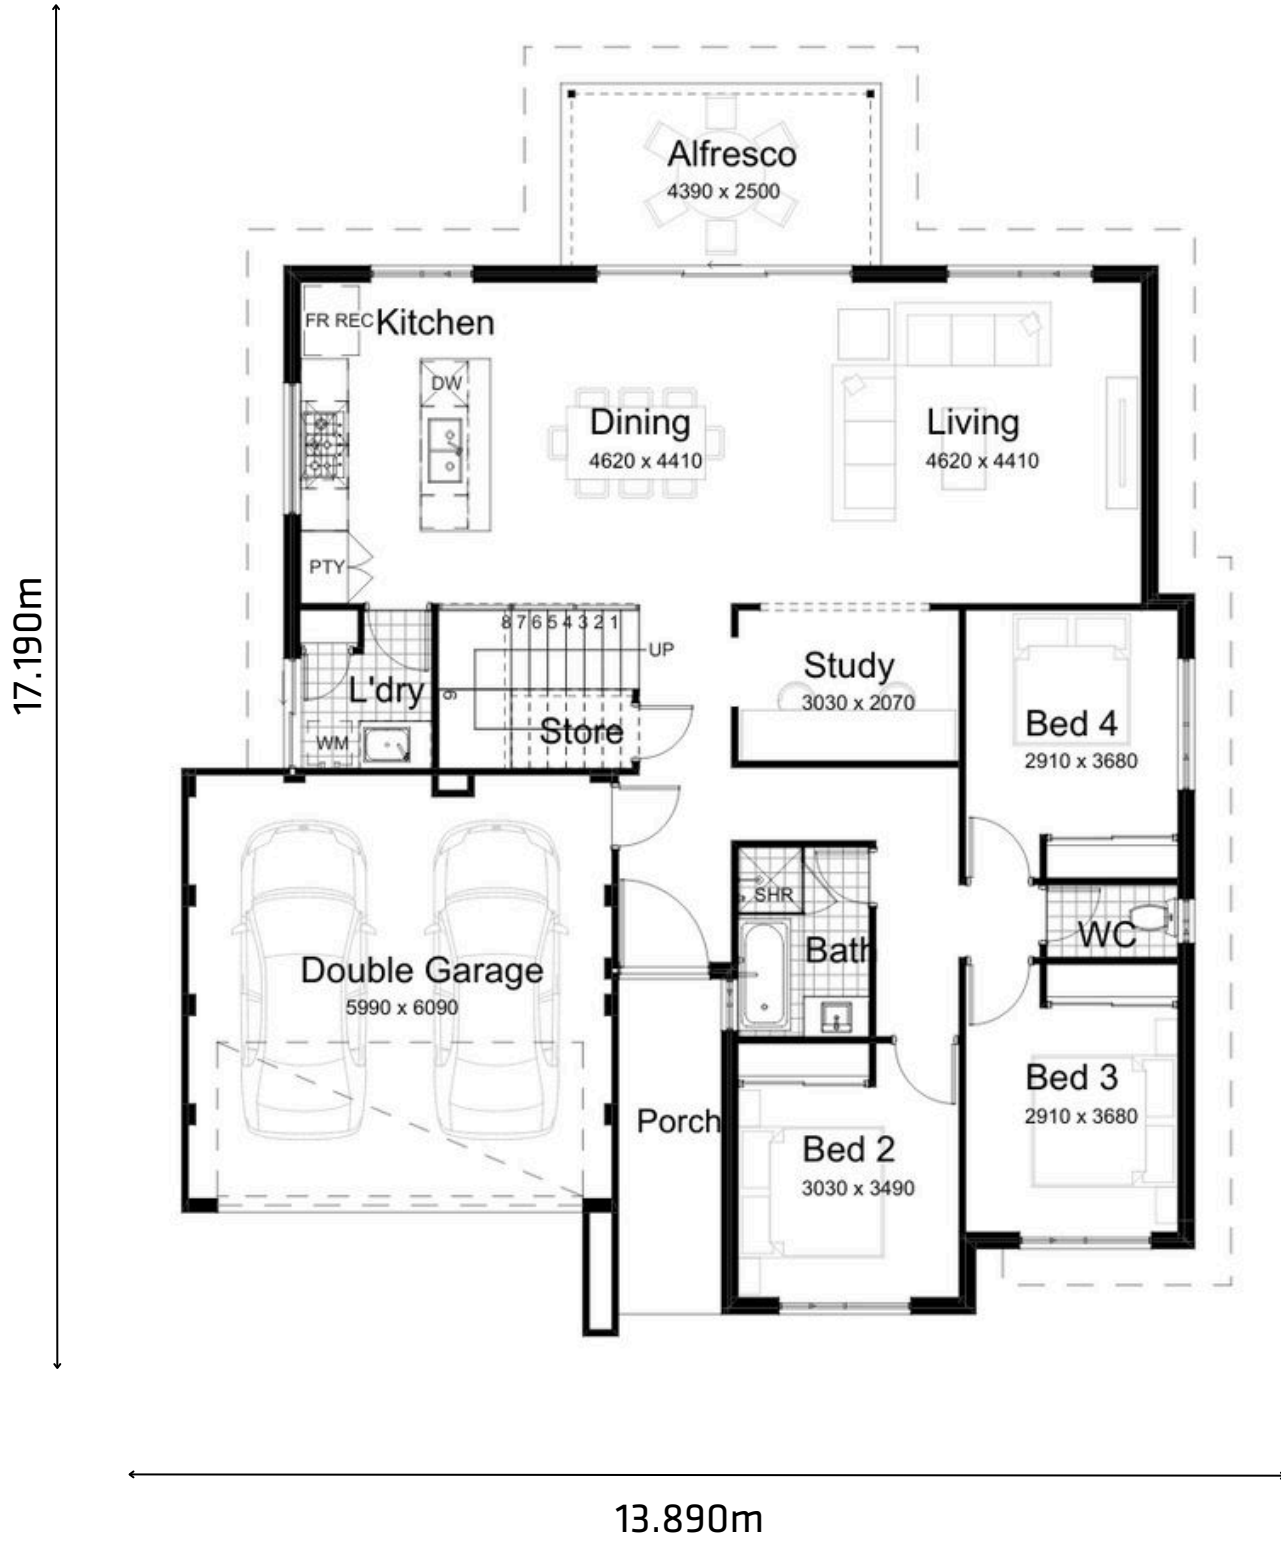 Alfresco
4390 x 2500
FR REC
Kitchen
DW
Dining
4620 x 4410
Living
4620 x 4410
PTY
8 7 6 5 4 3 2 1
UP
9
L'dry
Store
WM
Study
3030 x 2070
Bed 4
2910 x 3680
17.190m
SHR
Bath
WC
Double Garage
5990 x 6090
Porch
Bed 3
2910 x 3680
Bed 2
3030 x 3490
13.890m